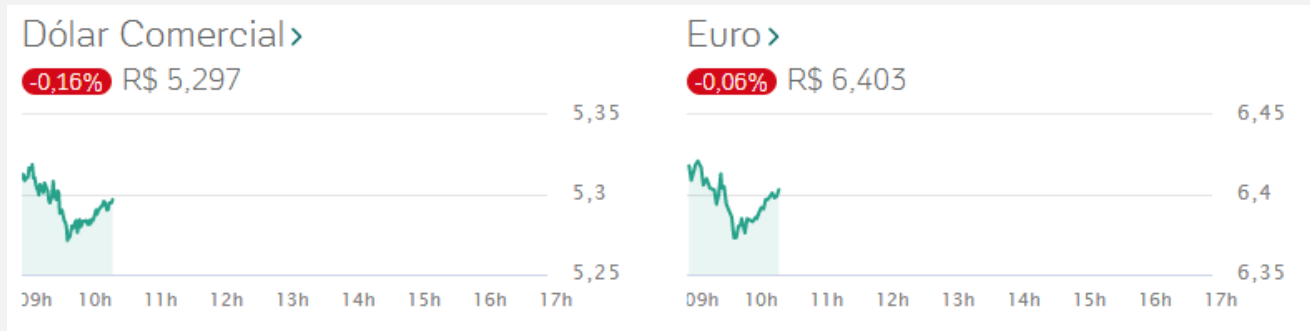 Dólar Comercial >
-0,16% R$ 5,297
5,35
5,3
5,25
09h 10h 11h 12h 13h 14h 15h 16h 17h
Euro >
-0,06% R$ 6,403
6,45
6,4
6,35
09h 10h 11h 12h 13h 14h 15h 16h 17h